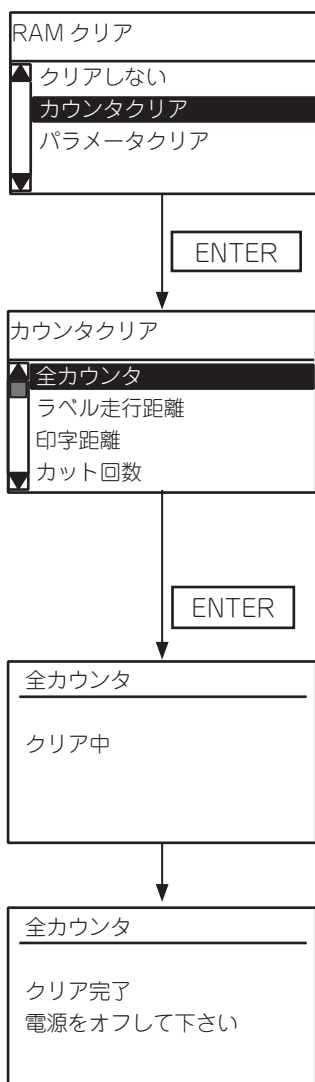 RAM クリア
クリアしない
カウンタクリア
パラメータクリア
ENTER
カウンタクリア
全カウンタ
ラベル走行距離
印字距離
カット回数
ENTER
全カウンタ
クリア中
全カウンタ
クリア完了
電源をオフして下さい